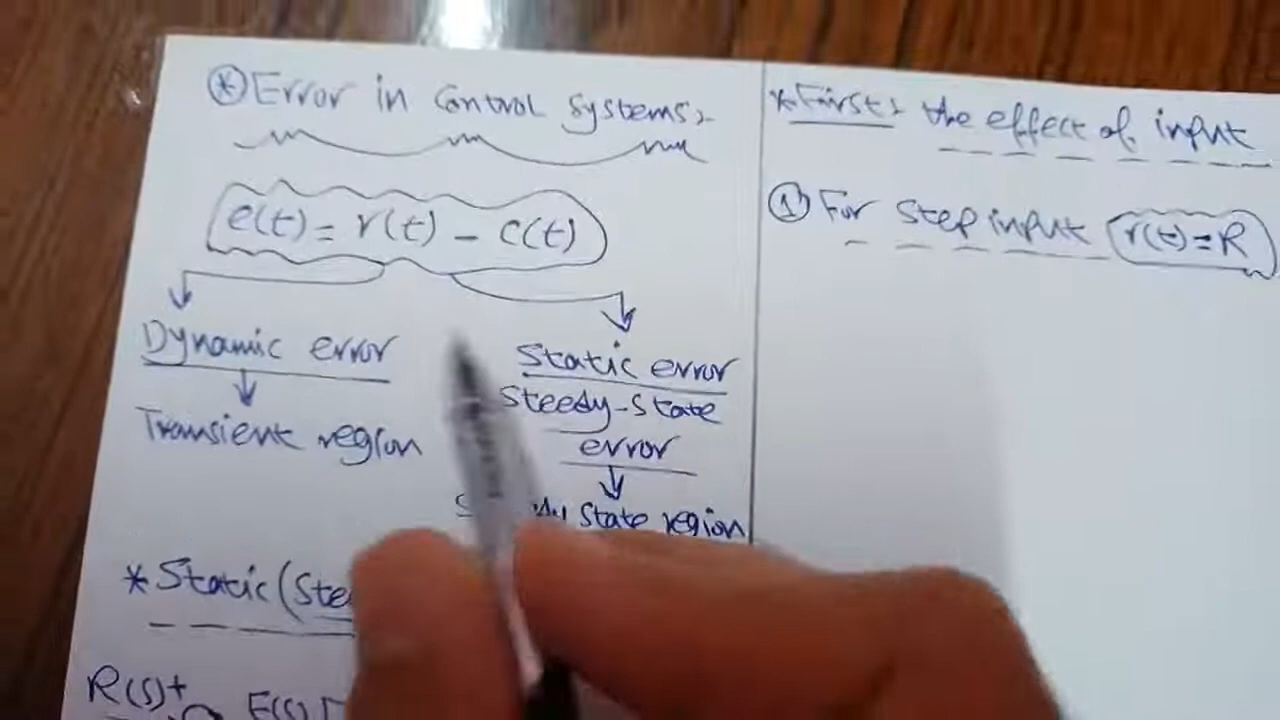 * Error in Control Systems:-
e(t) = r(t) - c(t)
Dynamic error
Transient region
Static error
Steady-State
error
State region
* Static (Ste
R(s)+
E(s)
* First: the effect of input
1 For step input r(t) = R